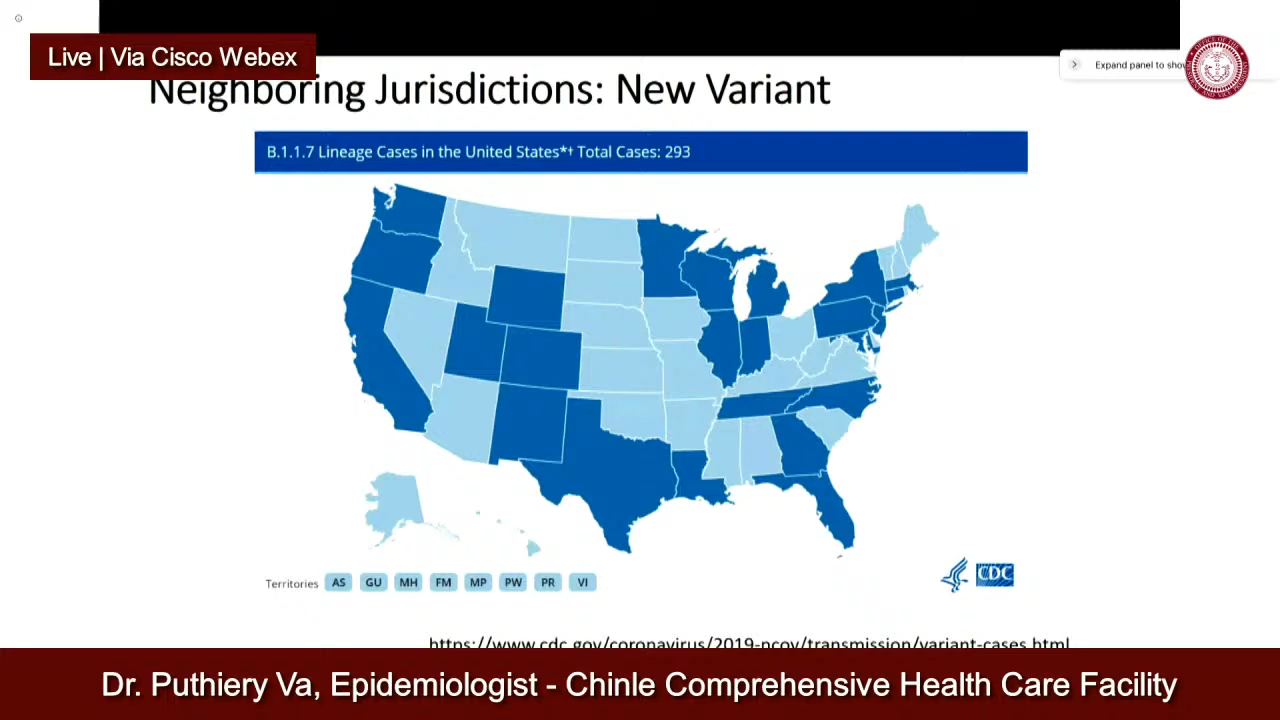 Live | Via Cisco Webex
Expand panel to sho
Neighboring Jurisdictions: New Variant
B.1.1.7 Lineage Cases in the United States*† Total Cases: 293
Territories AS GU MH FM MP PW PR VI
CDC
https://www.cdc.gov/coronavirus/2019-ncov/transmission/variant-cases.html
Dr. Puthiery Va, Epidemiologist - Chinle Comprehensive Health Care Facility